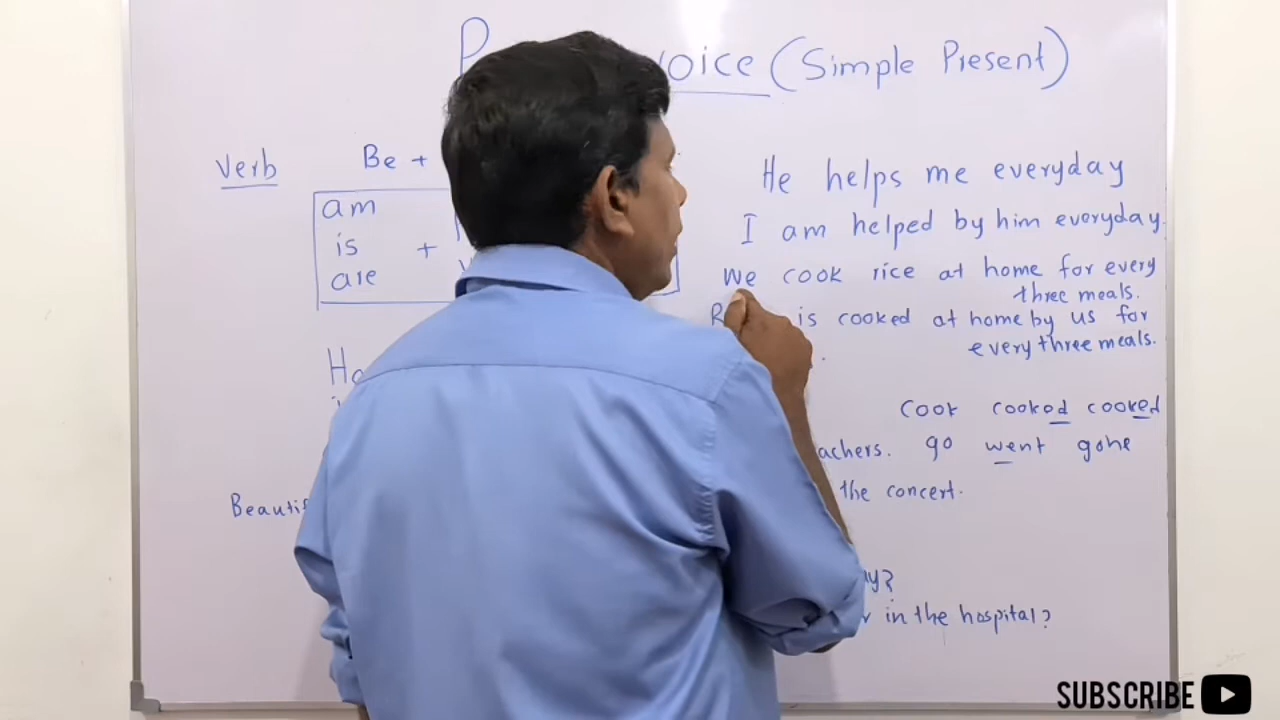 voice (Simple Present)
Verb Be +
am
is +
are
He helps me everyday
I am helped by him everyday.
We cook rice at home for every
three meals.
is cooked at home by us for
every three meals.
cook cooked cooked
go went gone
the concert.
in the hospital?
SUBSCRIBE